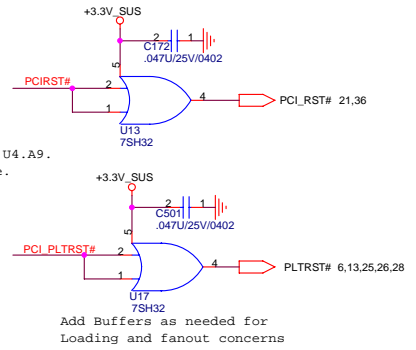 +3.3V_SUS
C172
2 1
.047U/25V/0402
5
PCIRST#
2
1
4
PCI_RST# 21,36
U13
7SH32
U4.A9.
e.
+3.3V_SUS
2 1
C501
.047U/25V/0402
5
PCI_PLTRST#
2
1
4
PLTRST# 6,13,25,26,28
U17
7SH32
Add Buffers as needed for
Loading and fanout concerns